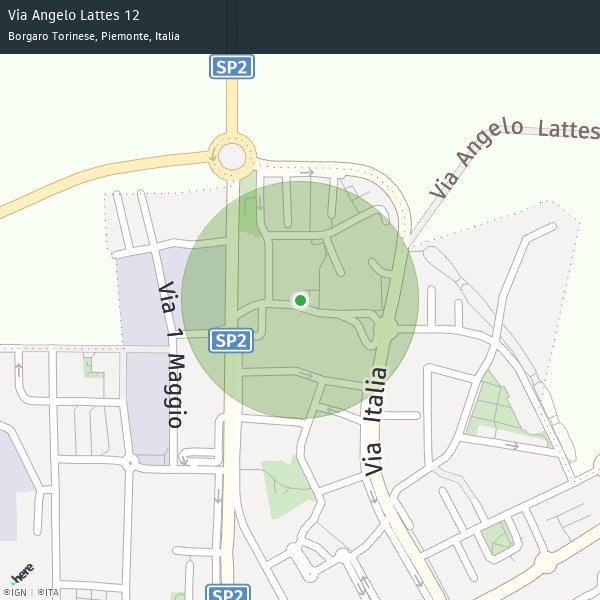 Via Angelo Lattes 12
Borgaro Torinese, Piemonte, Italia
SP2
Via Angelo Lattes
Via 1 Maggio
SP2
Via Italia
here
©IGN | ©ITA
SP2